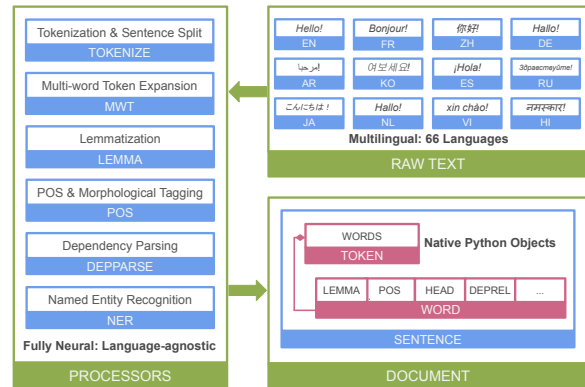 Tokenization & Sentence Split
TOKENIZE
Multi-word Token Expansion
MWT
Lemmatization
LEMMA
POS & Morphological Tagging
POS
Dependency Parsing
DEPPARSE
Named Entity Recognition
NER
Fully Neural: Language-agnostic
PROCESSORS
Hello! Bonjour! 你好! Hallo!
EN FR ZH DE
مرحبا! 여보세요! ¡Hola! Здравствуйте!
AR KO ES RU
こんにちは! Hallo! xin chào! नमस्कार!
JA NL VI HI
Multilingual: 66 Languages
RAW TEXT
WORDS
TOKEN
Native Python Objects
LEMMA POS HEAD DEPREL ...
WORD
SENTENCE
DOCUMENT